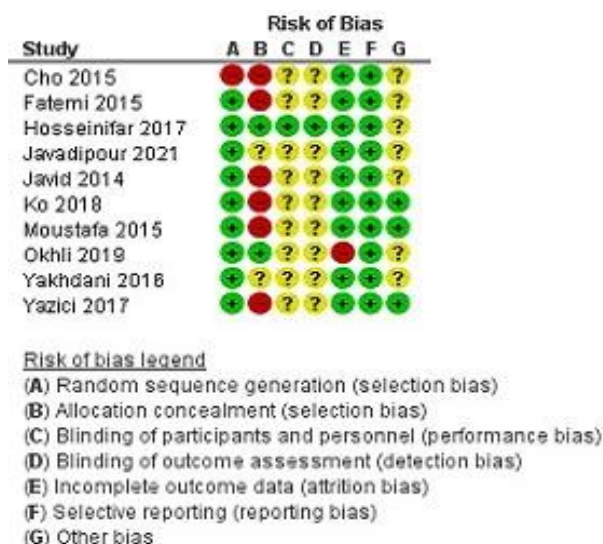 Risk of Bias
Study A B C D E F G
Cho 2015 ? ? + + ?
Fatemi 2015 + ? ? + + ?
Hosseinifar 2017 + + + + + + ?
Javadipour 2021 + ? ? ? + + ?
Javid 2014 + ? ? + + ?
Ko 2018 + ? ? + + +
Moustafa 2015 + ? ? + + +
Okhli 2019 + + ? ? + ?
Yakhdani 2016 + ? ? ? + + ?
Yazici 2017 + ? ? + + +
Risk of bias legend
(A) Random sequence generation (selection bias)
(B) Allocation concealment (selection bias)
(C) Blinding of participants and personnel (performance bias)
(D) Blinding of outcome assessment (detection bias)
(E) Incomplete outcome data (attrition bias)
(F) Selective reporting (reporting bias)
(G) Other bias